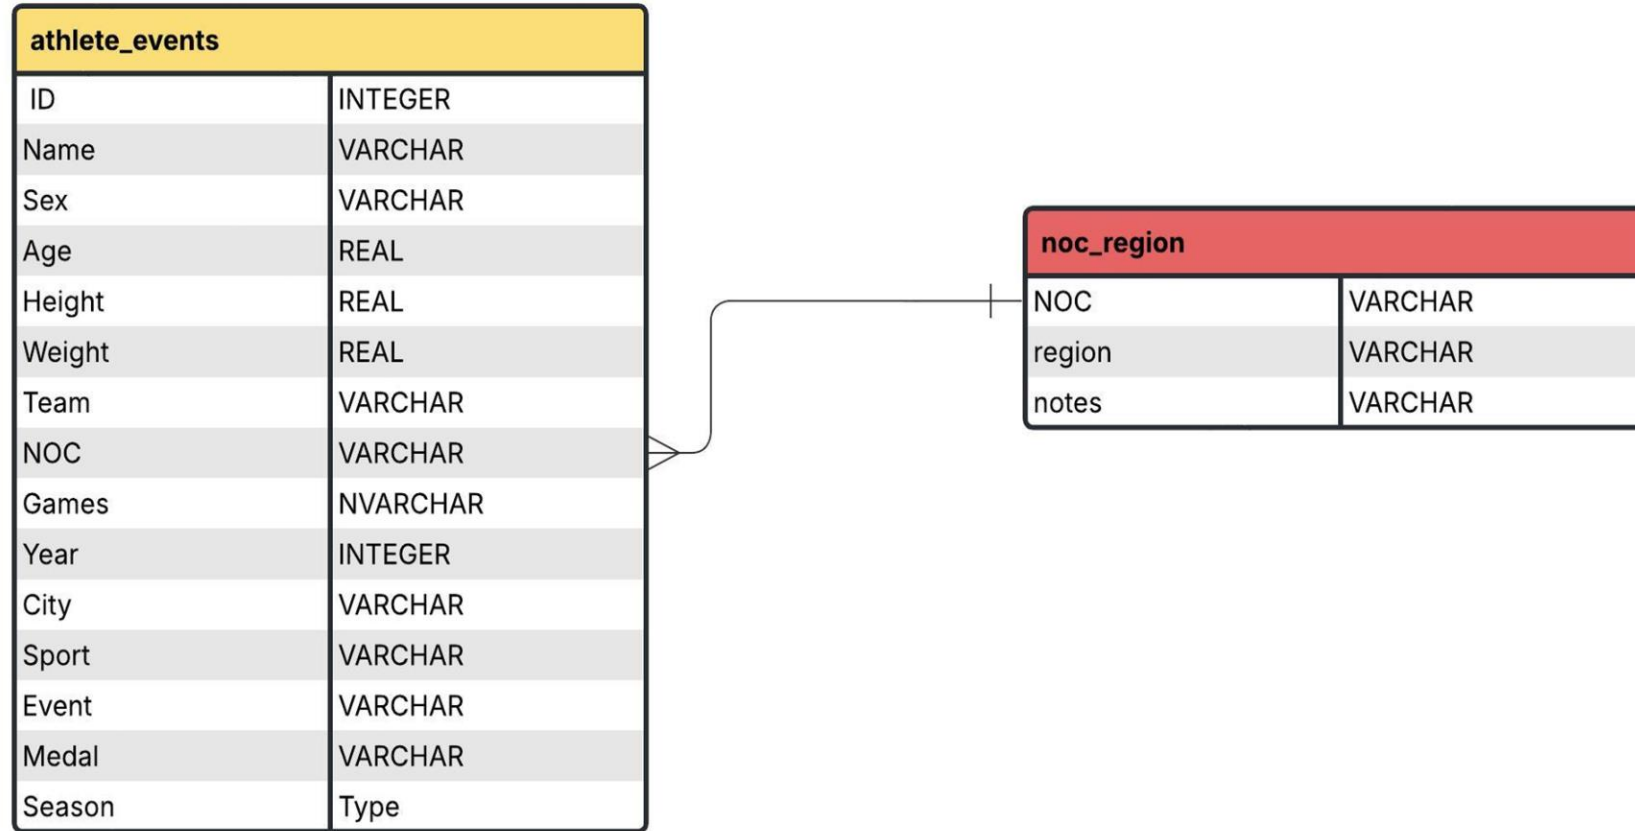 athlete_events
ID INTEGER
Name VARCHAR
Sex VARCHAR
Age REAL
Height REAL
Weight REAL
Team VARCHAR
NOC VARCHAR
Games NVARCHAR
Year INTEGER
City VARCHAR
Sport VARCHAR
Event VARCHAR
Medal VARCHAR
Season Type
noc_region
NOC VARCHAR
region VARCHAR
notes VARCHAR